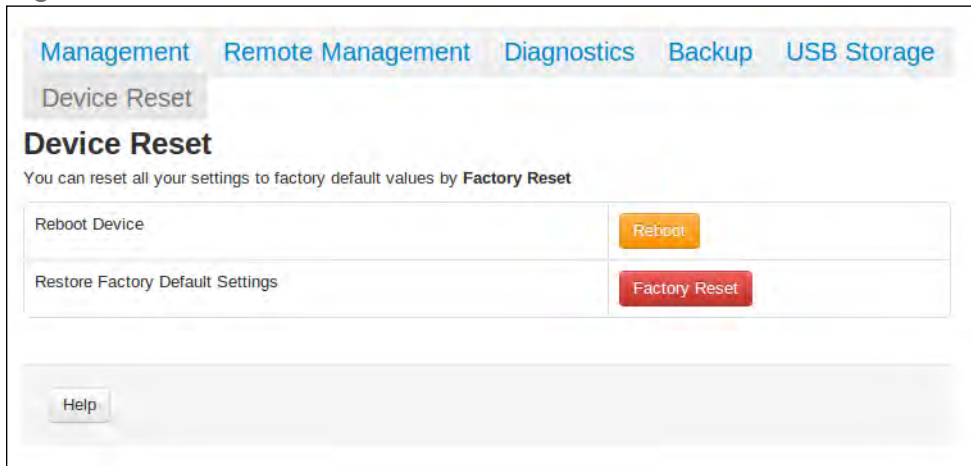 Management Remote Management Diagnostics Backup USB Storage
Device Reset
Device Reset
You can reset all your settings to factory default values by Factory Reset
Reboot Device Reboot
Restore Factory Default Settings Factory Reset
Help